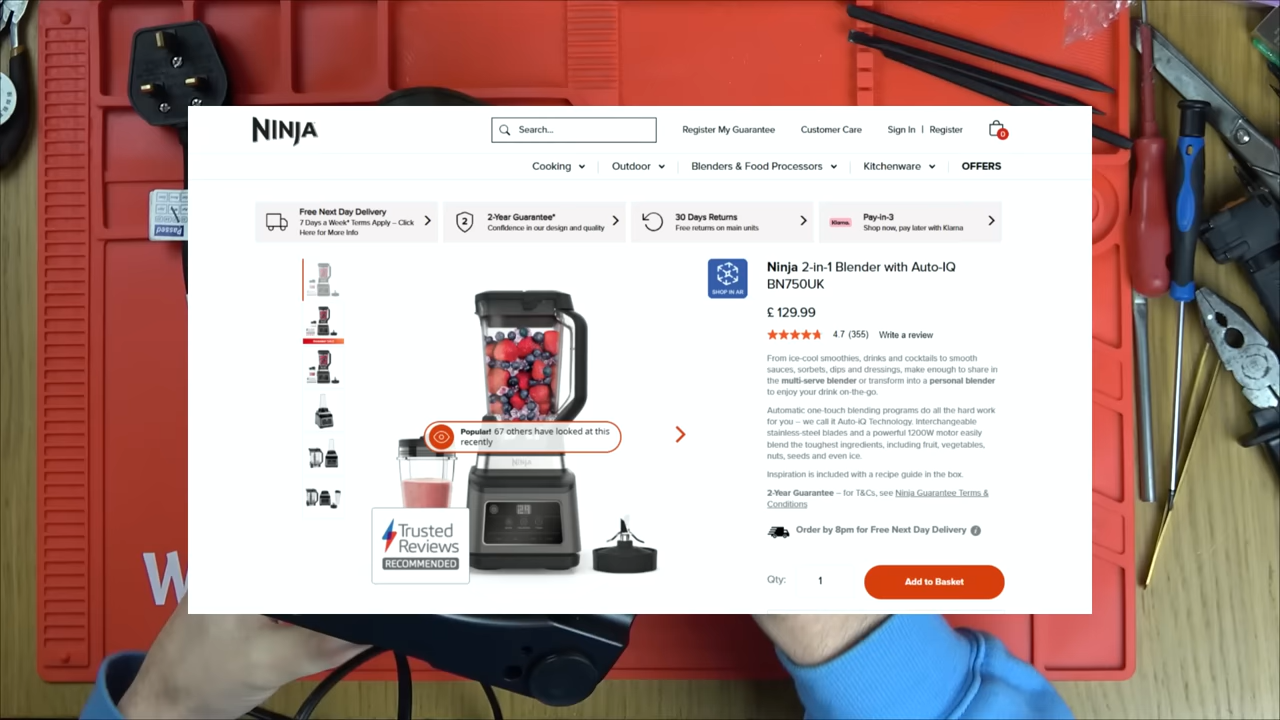 NINJA
Search...
Register My Guarantee
Customer Care
Sign In | Register
0
Cooking
Outdoor
Blenders & Food Processors
Kitchenware
OFFERS
Free Next Day Delivery
7 Days a Week* Terms Apply – Click
Here for More Info
2
2-Year Guarantee*
Confidence in our design and quality
30 Days Returns
Free returns on main units
Klarna.
Pay-in-3
Shop now, pay later with Klarna
SHOP IN AR
Ninja 2-in-1 Blender with Auto-IQ
BN750UK
£ 129.99
4.7 (355) Write a review
From ice-cool smoothies, drinks and cocktails to smooth
sauces, sorbets, dips and dressings, make enough to share in
the multi-serve blender or transform into a personal blender
to enjoy your drink on-the-go.
Automatic one-touch blending programs do all the hard work
for you – we call it Auto-iQ Technology. Interchangeable
stainless-steel blades and a powerful 1200W motor easily
blend the toughest ingredients, including fruit, vegetables,
nuts, seeds and even ice.
Inspiration is included with a recipe guide in the box.
2-Year Guarantee – for T&Cs, see Ninja Guarantee Terms &
Conditions
Order by 8pm for Free Next Day Delivery
Qty:
1
Add to Basket
Popular! 67 others have looked at this
recently
Ninja
Trusted
Reviews
RECOMMENDED
Passed
W